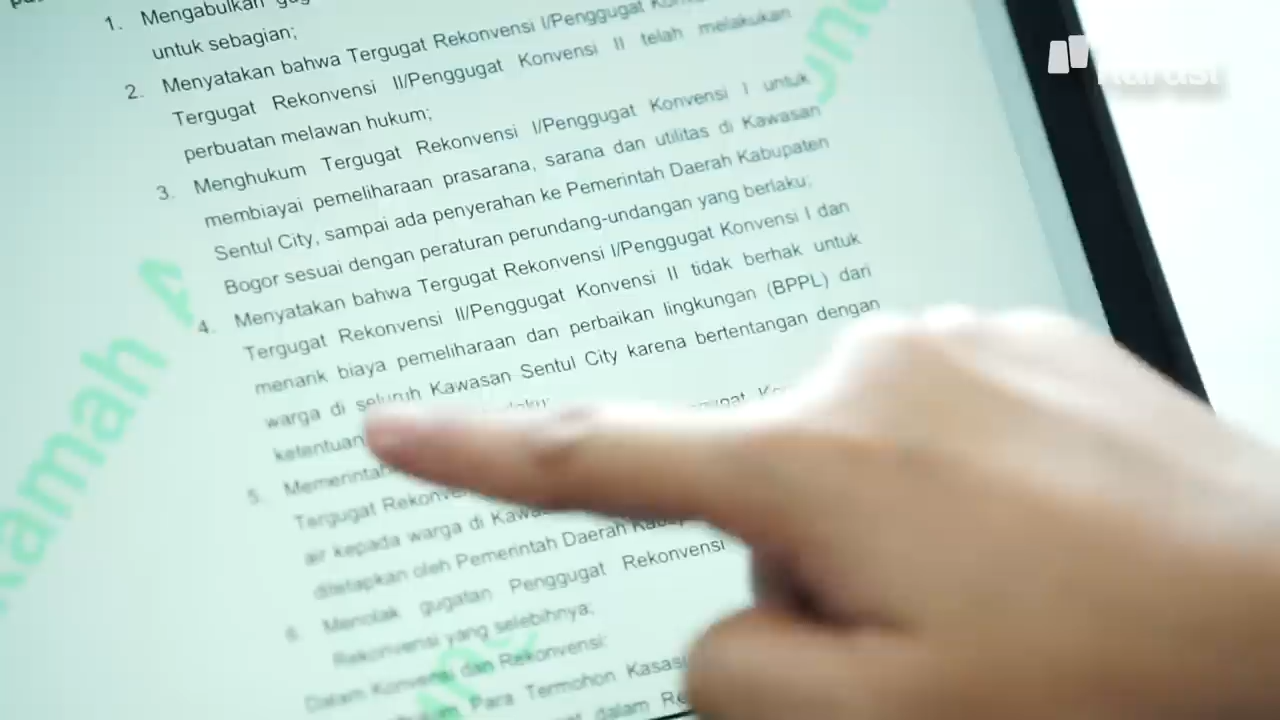 1. Mengabulkan
untuk sebagian;
2. Menyatakan bahwa Tergugat Rekonvensi I/Penggugat
Tergugat Rekonvensi II/Penggugat Konvensi II telah melakukan
perbuatan melawan hukum;
3. Menghukum Tergugat Rekonvensi I/Penggugat Konvensi I untuk
membiayai pemeliharaan prasarana, sarana dan utilitas di Kawasan
Sentul City, sampai ada penyerahan ke Pemerintah Daerah Kabupaten
Bogor sesuai dengan peraturan perundang-undangan yang berlaku;
4. Menyatakan bahwa Tergugat Rekonvensi I/Penggugat Konvensi I dan
Tergugat Rekonvensi II/Penggugat Konvensi II tidak berhak untuk
menarik biaya pemeliharaan dan perbaikan lingkungan (BPPL) dari
warga di seluruh Kawasan Sentul City karena bertentangan dengan
ketentuan
5.
Tergugat
air kepada warga di
ditetapkan oleh Pemerintah Daerah
6. Menolak gugatan Penggugat Rekonvensi
Rekonvensi yang selebihnya;
Dalam Konvensi dan Rekonvensi:
Para Termohon Kasasi
dalam